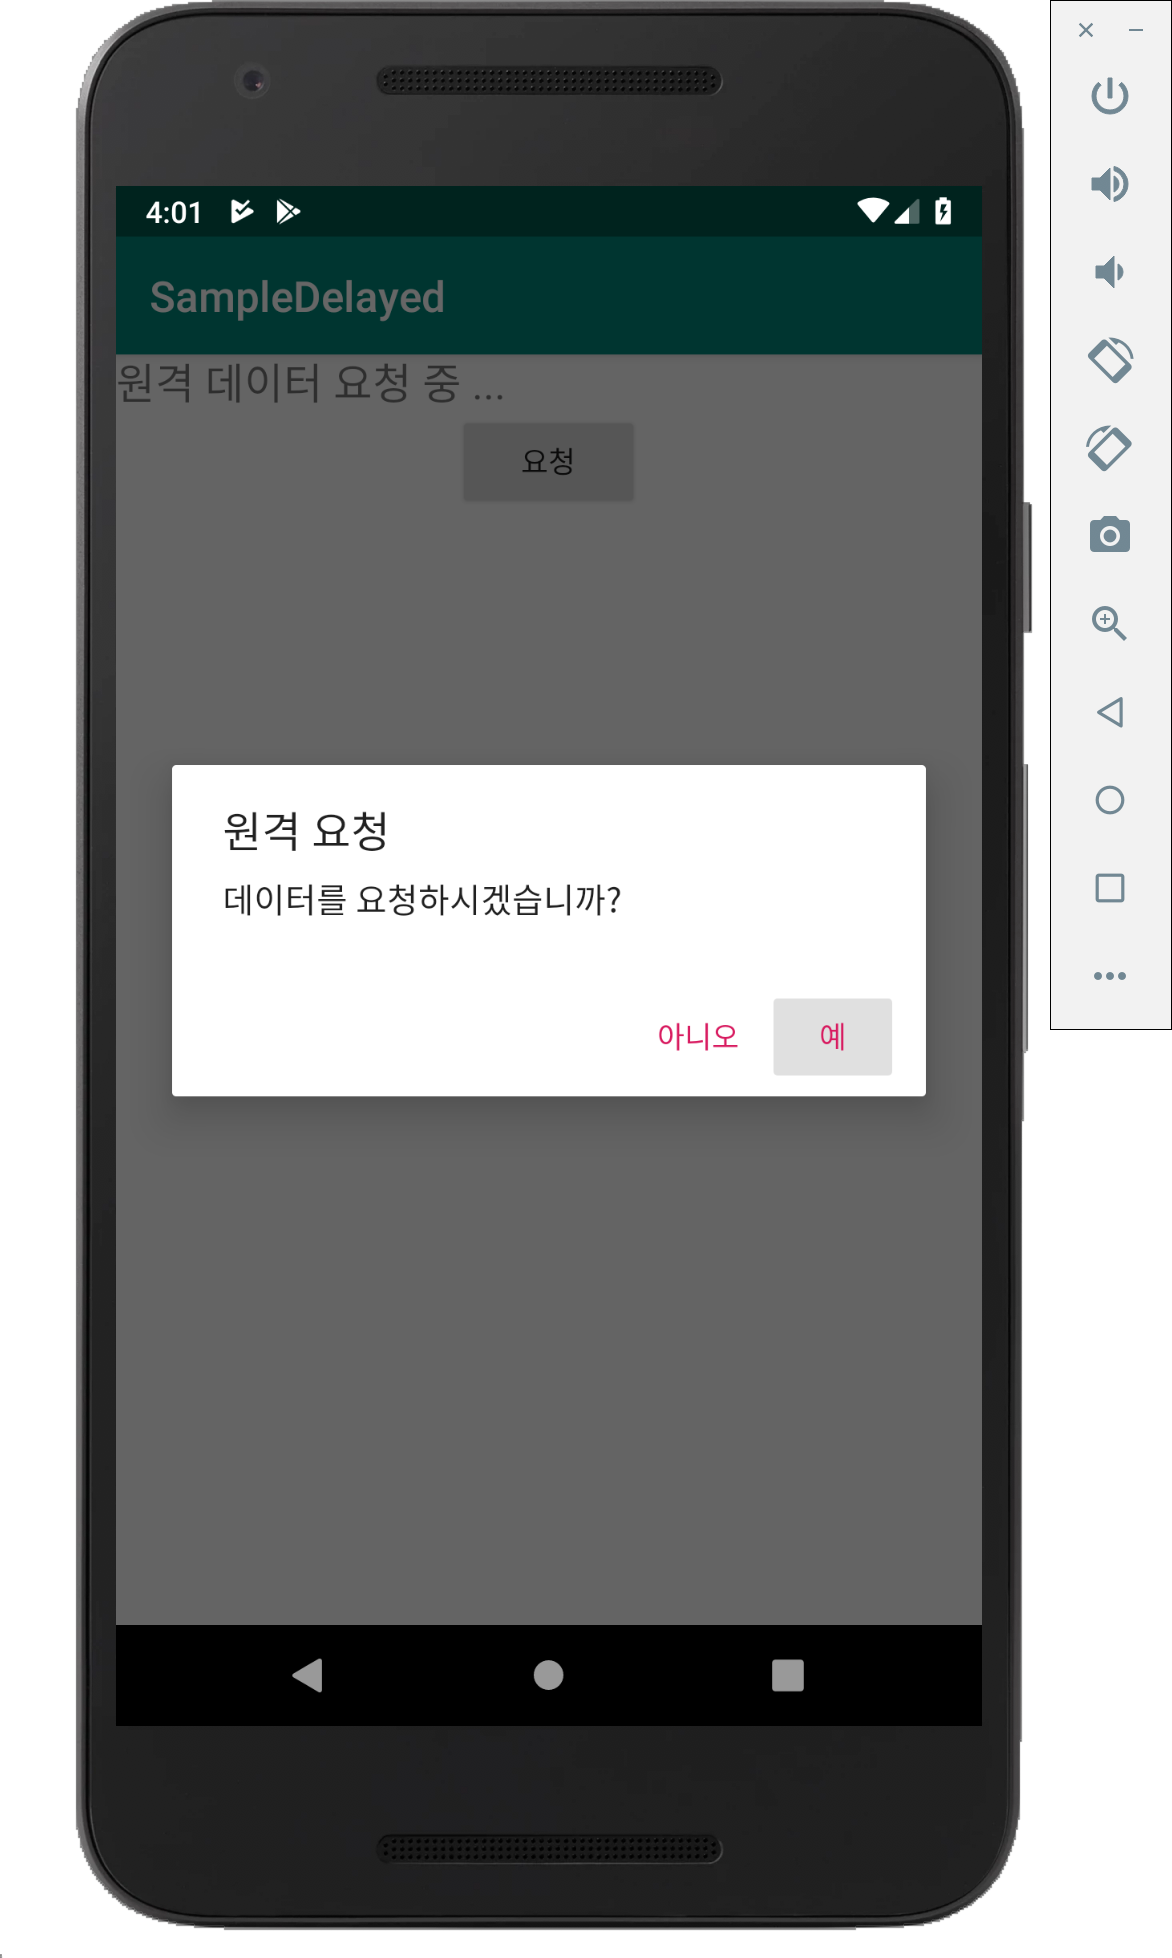 4:01
SampleDelayed
원격 데이터 요청 중 ...
요청
원격 요청
데이터를 요청하시겠습니까?
아니오 예